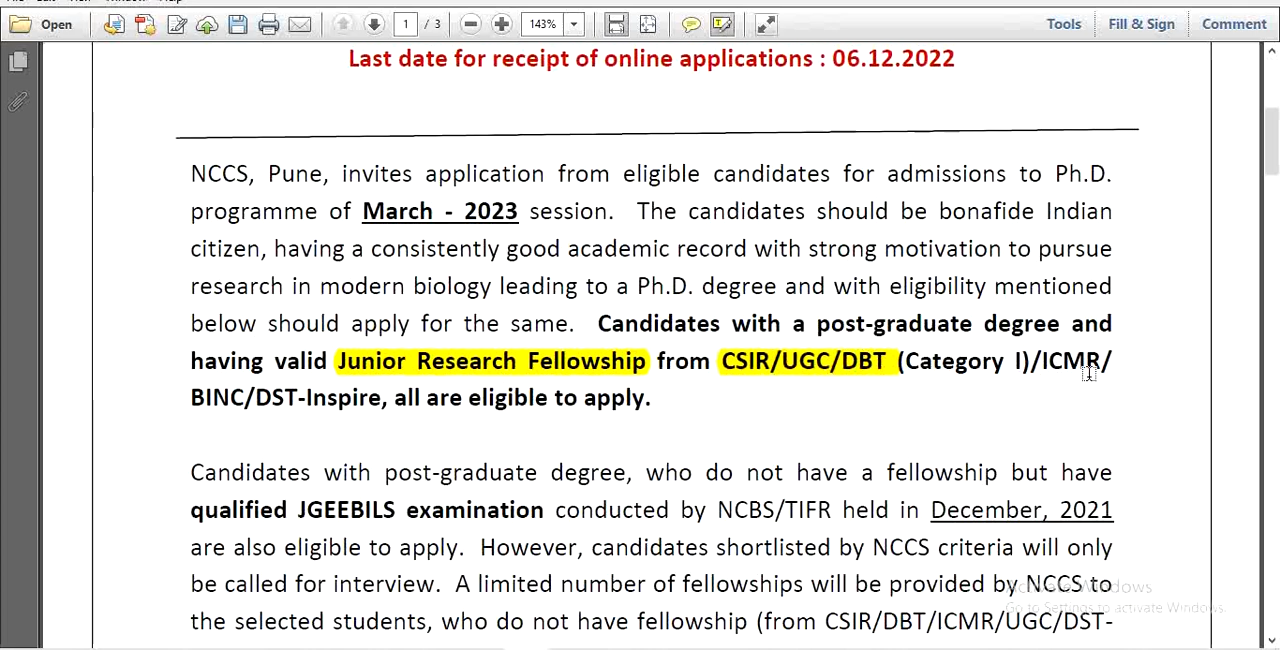 Open
1 / 3
143%
Tools
Fill & Sign
Comment
Last date for receipt of online applications : 06.12.2022
NCCS, Pune, invites application from eligible candidates for admissions to Ph.D.
programme of March - 2023 session. The candidates should be bonafide Indian
citizen, having a consistently good academic record with strong motivation to pursue
research in modern biology leading to a Ph.D. degree and with eligibility mentioned
below should apply for the same. Candidates with a post-graduate degree and
having valid Junior Research Fellowship from CSIR/UGC/DBT (Category I)/ICMR/
BINC/DST-Inspire, all are eligible to apply.
Candidates with post-graduate degree, who do not have a fellowship but have
qualified JGEEBILS examination conducted by NCBS/TIFR held in December, 2021
are also eligible to apply. However, candidates shortlisted by NCCS criteria will only
be called for interview. A limited number of fellowships will be provided by NCCS to
the selected students, who do not have fellowship (from CSIR/DBT/ICMR/UGC/DST-
Activate Windows
Go to Settings to activate Windows.